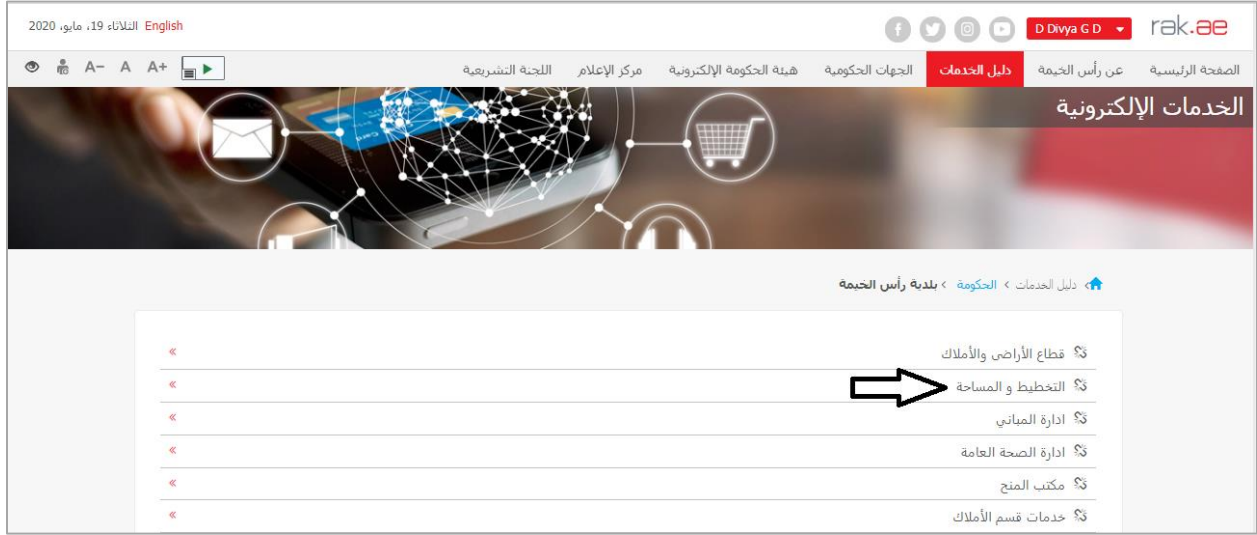 rak.ae
D Divya G D
English الثلاثاء 19، مايو، 2020
الصفحة الرئيسية
عن رأس الخيمة
دليل الخدمات
الجهات الحكومية
هيئة الحكومة الإلكترونية
مركز الإعلام
اللجنة التشريعية
A+ A A-
الخدمات الإلكترونية
دليل الخدمات › الحكومة › بلدية رأس الخيمة
قطاع الأراضى والأملاك
التخطيط و المساحة
ادارة المباني
ادارة الصحة العامة
مكتب المنح
خدمات قسم الأملاك